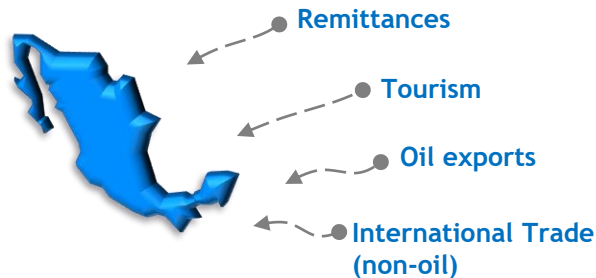 Remittances
Tourism
Oil exports
International Trade
(non-oil)